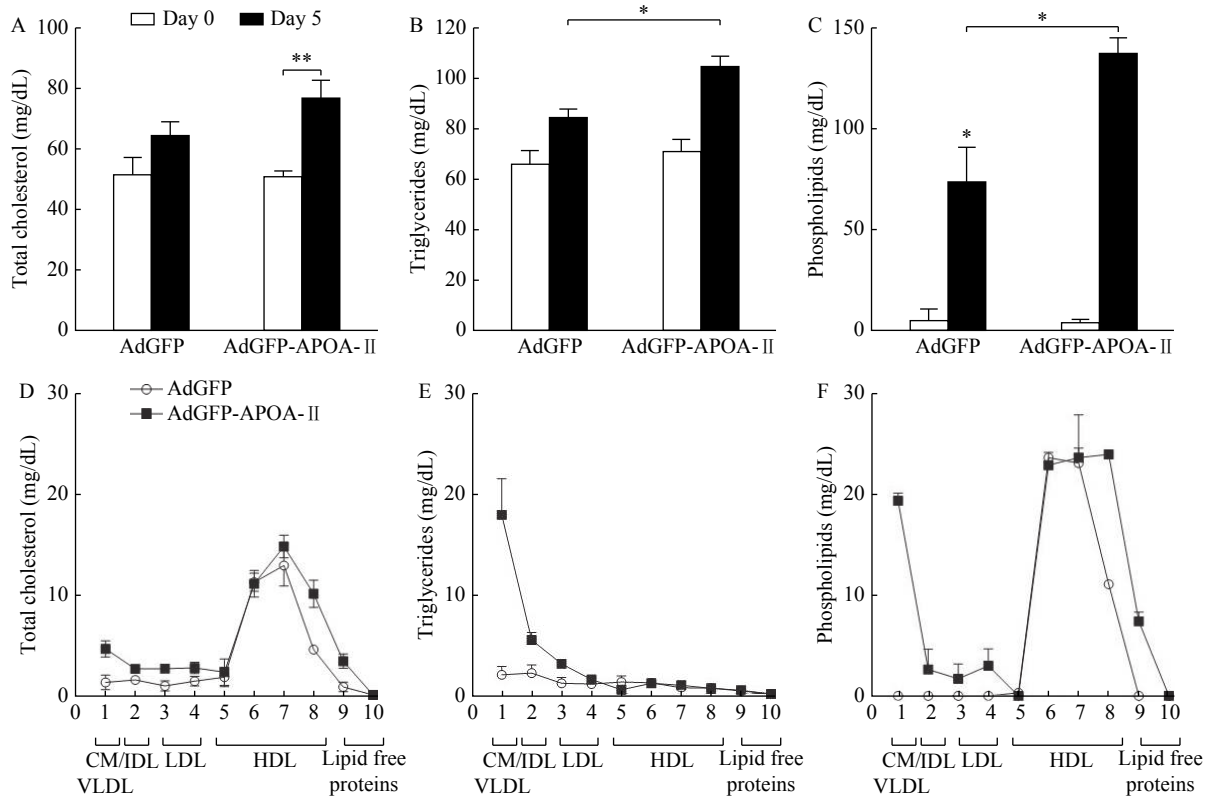 A
Day 0
Day 5
Total cholesterol (mg/dL)
100
80
60
40
20
0
**
AdGFP
AdGFP-APOA-Ⅱ
B
Triglycerides (mg/dL)
120
100
80
60
40
20
0
*
AdGFP
AdGFP-APOA-Ⅱ
C
Phospholipids (mg/dL)
150
100
50
0
*
*
AdGFP
AdGFP-APOA-Ⅱ
D
AdGFP
AdGFP-APOA-Ⅱ
Total cholesterol (mg/dL)
30
20
10
0
0 1 2 3 4 5 6 7 8 9 10
CM/IDL LDL HDL Lipid free
VLDL proteins
E
Triglycerides (mg/dL)
30
20
10
0
0 1 2 3 4 5 6 7 8 9 10
CM/IDL LDL HDL Lipid free
VLDL proteins
F
Phospholipids (mg/dL)
30
20
10
0
0 1 2 3 4 5 6 7 8 9 10
CM/IDL LDL HDL Lipid free
VLDL proteins